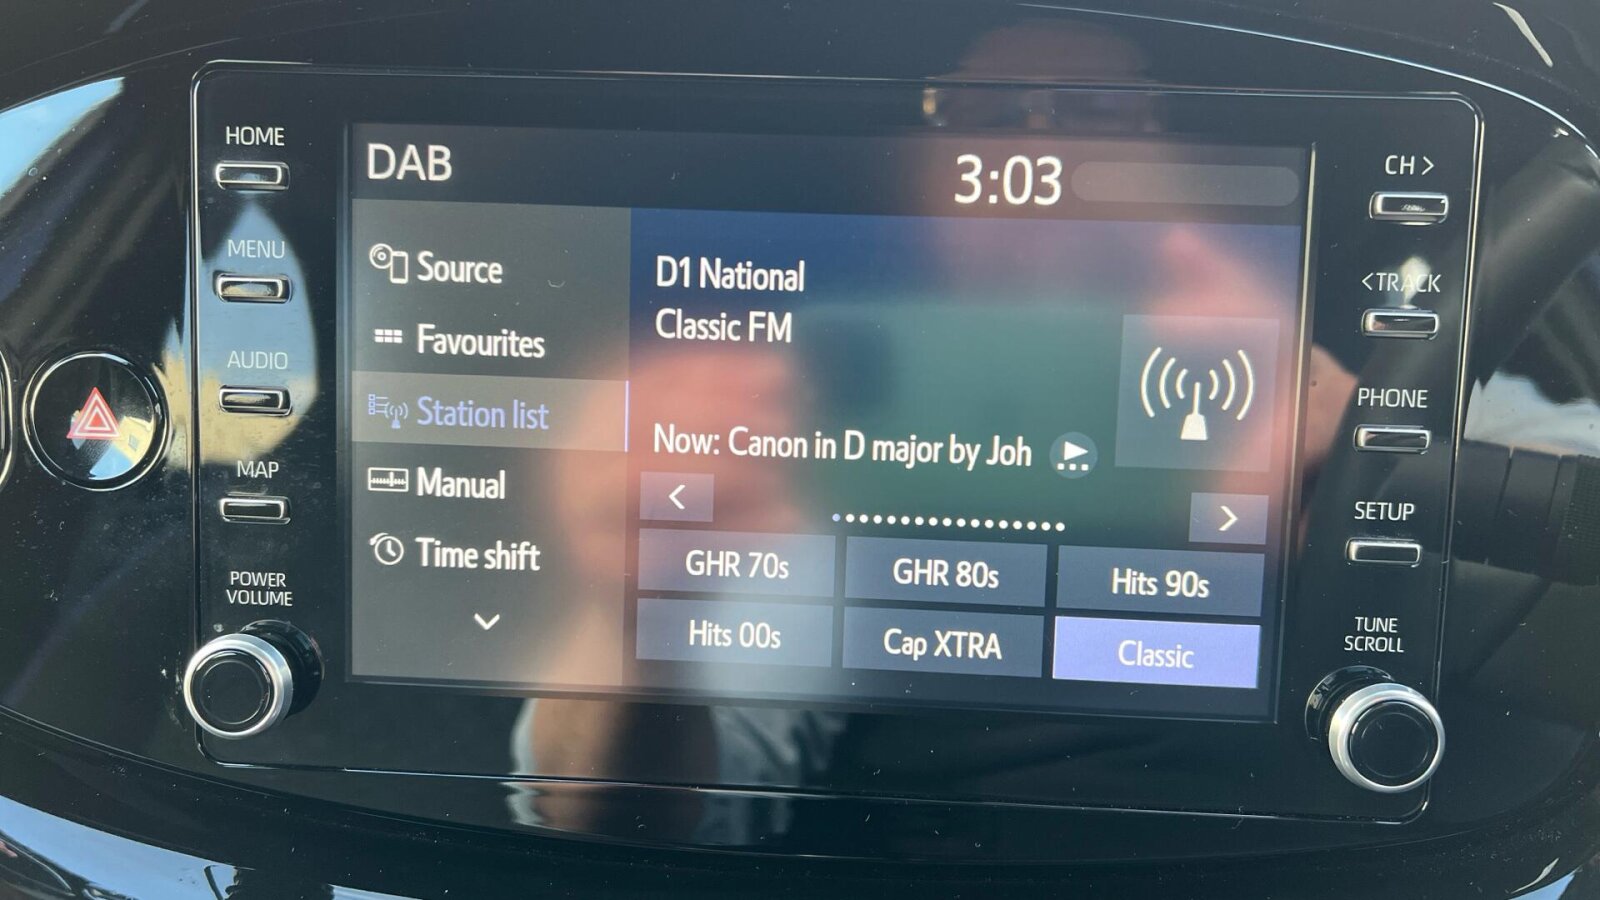 HOME
MENU
AUDIO
MAP
POWER
VOLUME
DAB
3:03
Source
Favourites
Station list
Manual
Time shift
D1 National
Classic FM
Now: Canon in D major by Joh
GHR 70s
GHR 80s
Hits 90s
Hits 00s
Cap XTRA
Classic
CH >
< TRACK
PHONE
SETUP
TUNE
SCROLL